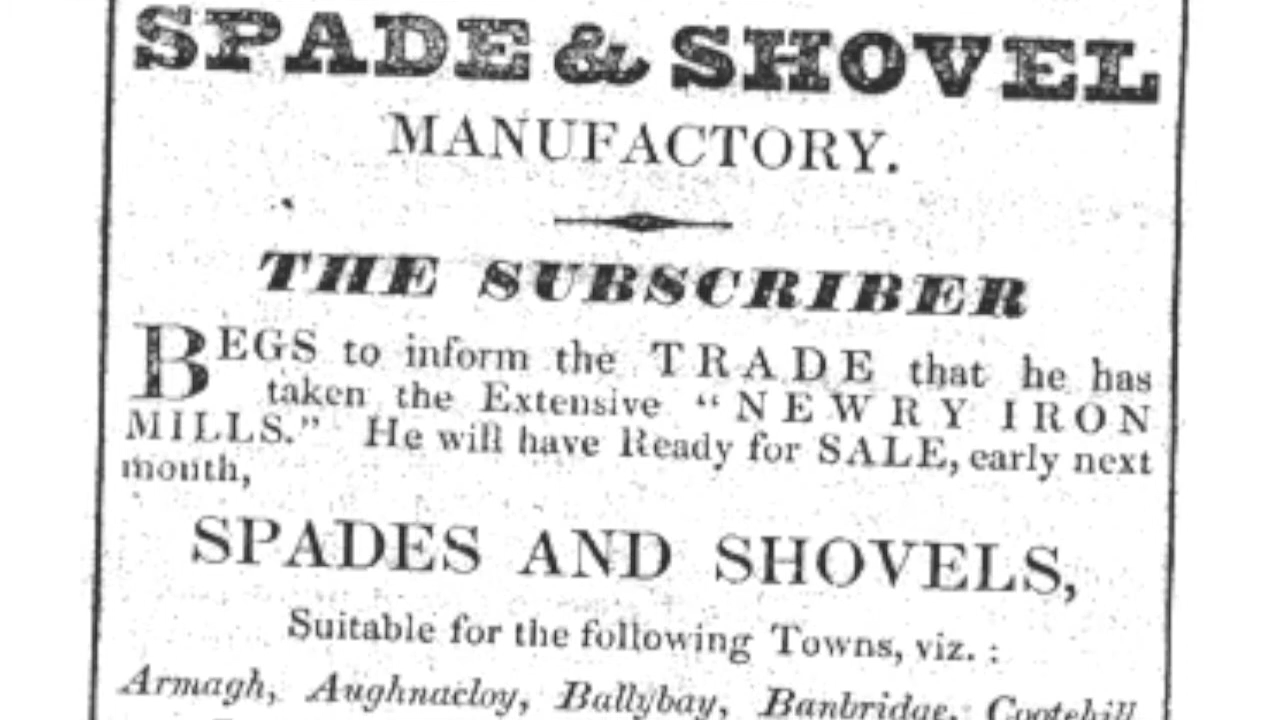 SPADE & SHOVEL
MANUFACTORY.
THE SUBSCRIBER
BEGS to inform the TRADE that he has
taken the Extensive “NEWRY IRON
MILLS.” He will have Ready for SALE, early next
month,
SPADES AND SHOVELS,
Suitable for the following Towns, viz. :
Armagh, Aughnacloy, Ballybay, Banbridge, Cootehill